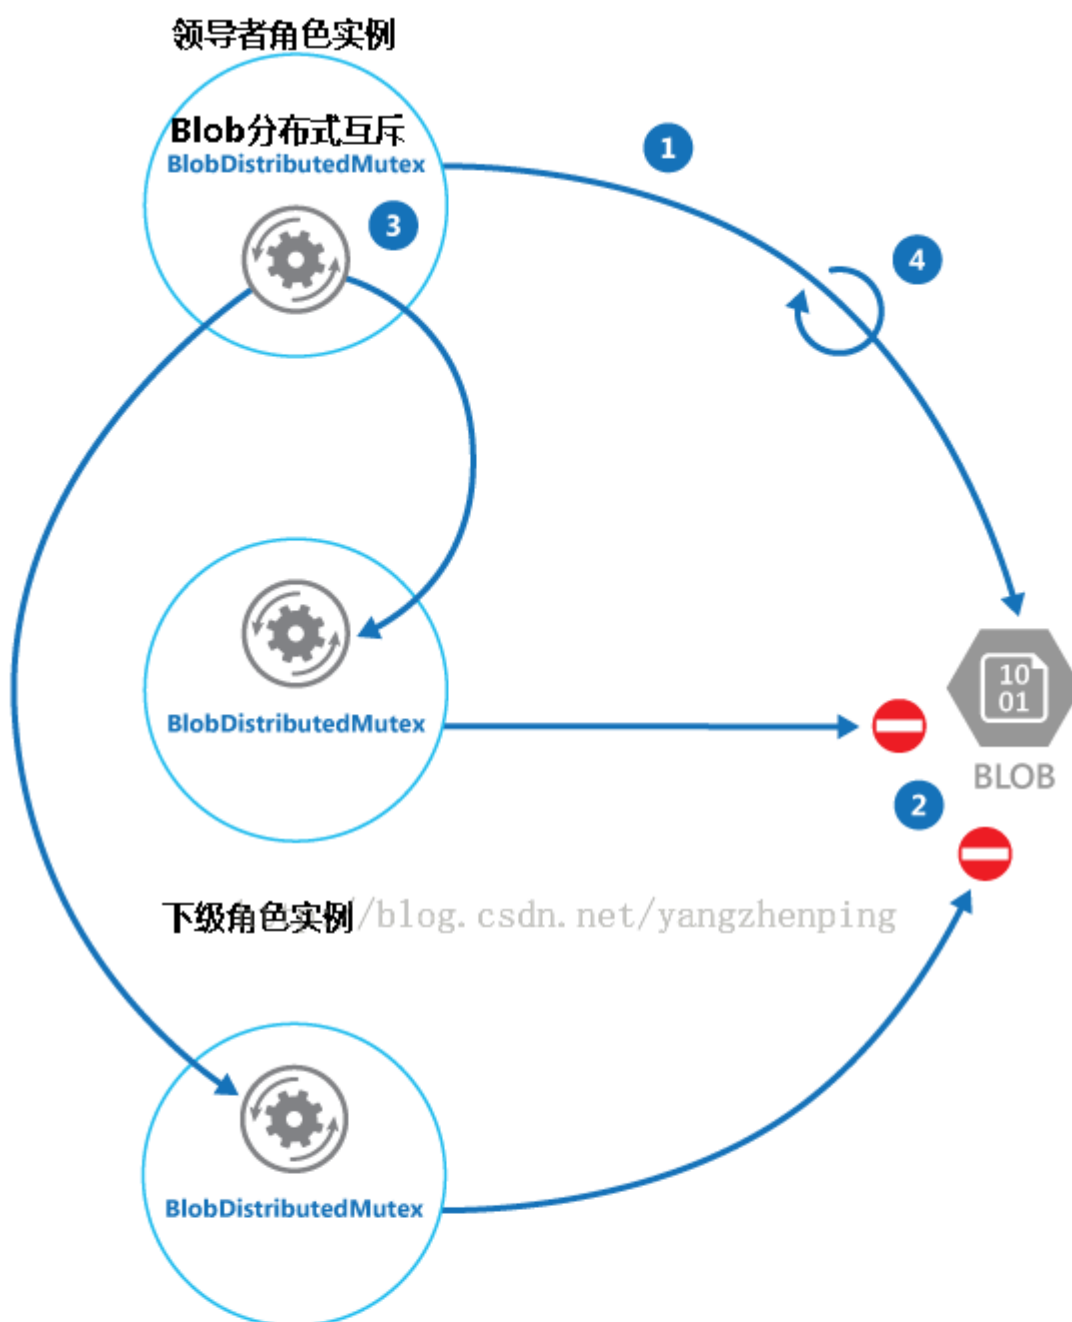 领导者角色实例
Blob分布式互斥
BlobDistributedMutex
1
3
4
BlobDistributedMutex
10
01
BLOB
2
下级角色实例
/blog.csdn.net/yangzhenping
BlobDistributedMutex